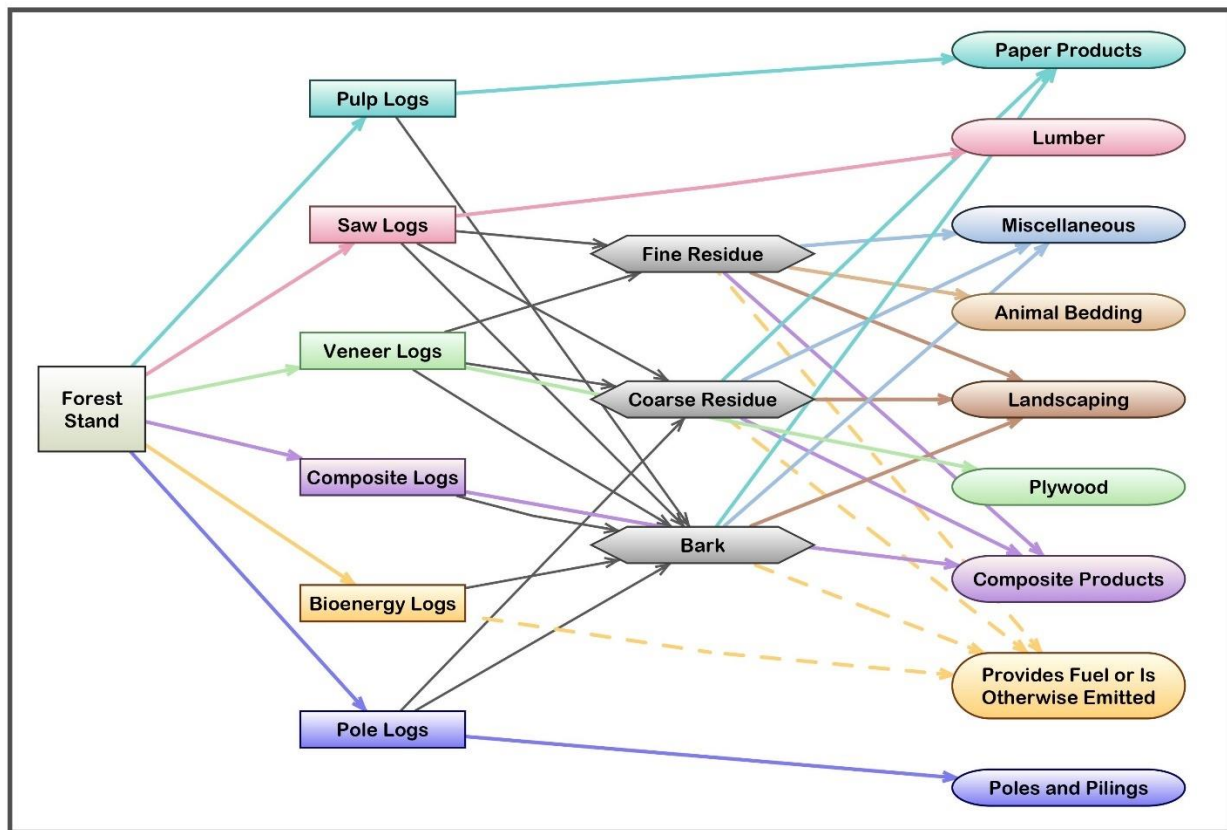 Forest
Stand
Pulp Logs
Saw Logs
Veneer Logs
Composite Logs
Bioenergy Logs
Pole Logs
Fine Residue
Coarse Residue
Bark
Paper Products
Lumber
Miscellaneous
Animal Bedding
Landscaping
Plywood
Composite Products
Provides Fuel or Is
Otherwise Emitted
Poles and Pilings